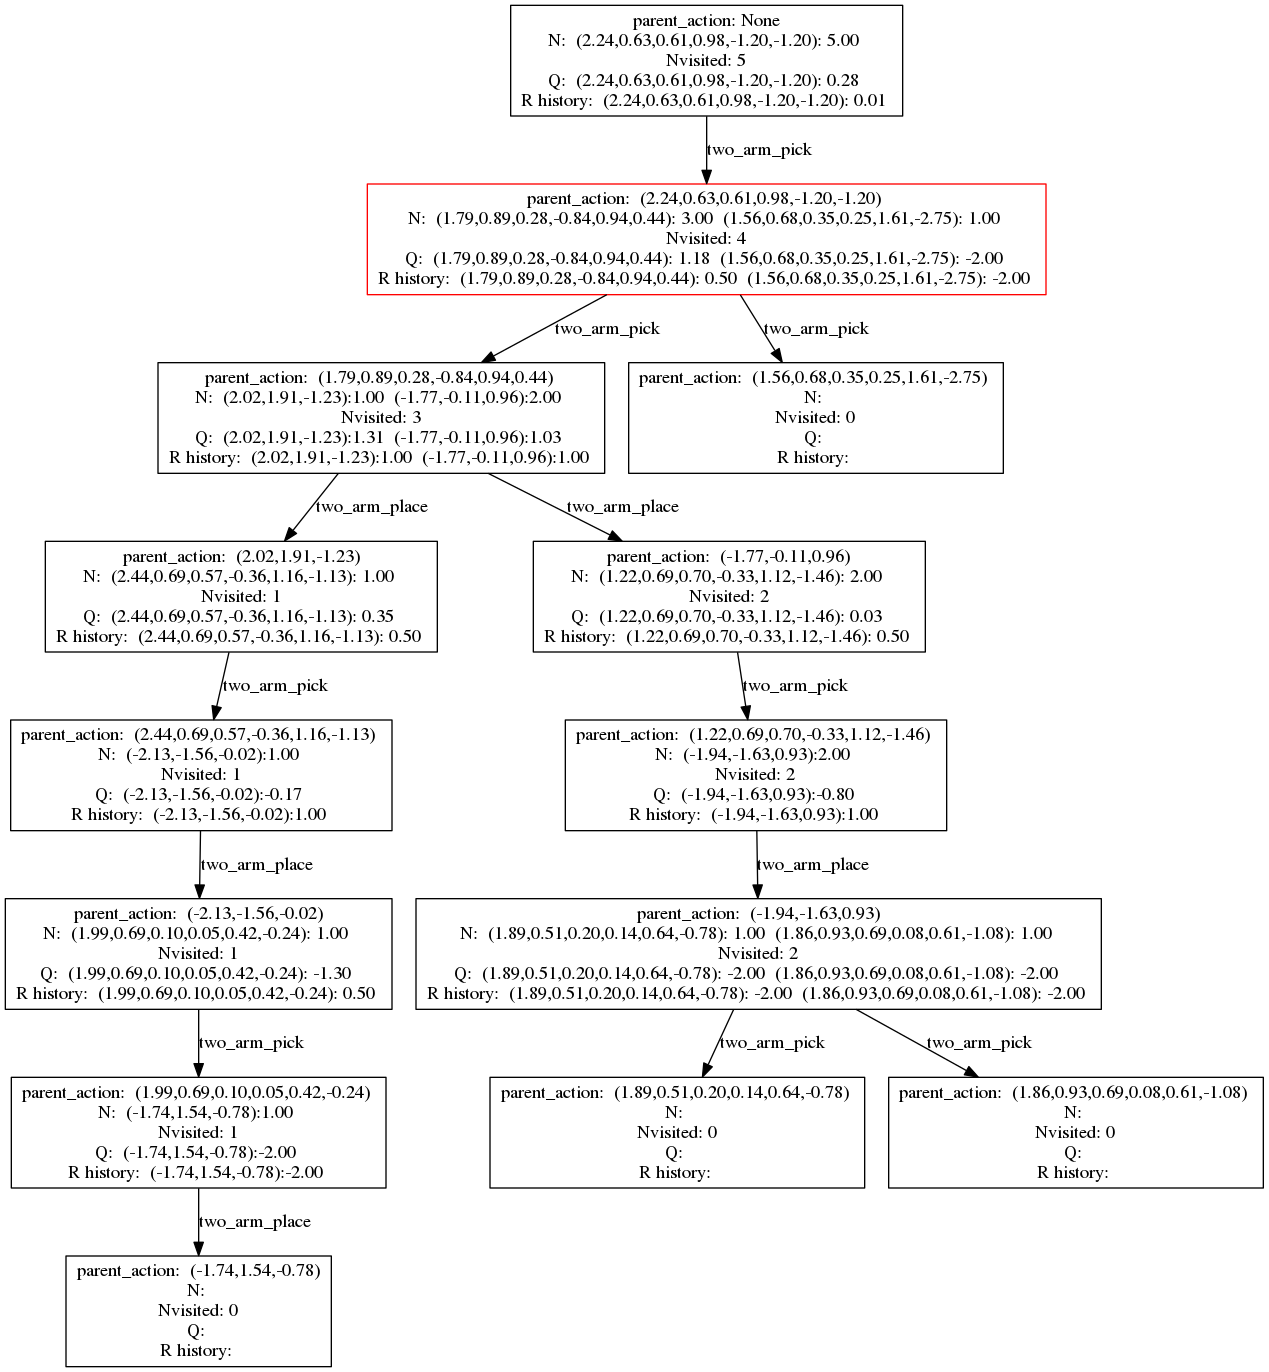 parent_action: None
N:  (2.24,0.63,0.61,0.98,-1.20,-1.20): 5.00
Nvisited: 5
Q:  (2.24,0.63,0.61,0.98,-1.20,-1.20): 0.28
R history:  (2.24,0.63,0.61,0.98,-1.20,-1.20): 0.01
two_arm_pick
parent_action:  (2.24,0.63,0.61,0.98,-1.20,-1.20)
N:  (1.79,0.89,0.28,-0.84,0.94,0.44): 3.00  (1.56,0.68,0.35,0.25,1.61,-2.75): 1.00
Nvisited: 4
Q:  (1.79,0.89,0.28,-0.84,0.94,0.44): 1.18  (1.56,0.68,0.35,0.25,1.61,-2.75): -2.00
R history:  (1.79,0.89,0.28,-0.84,0.94,0.44): 0.50  (1.56,0.68,0.35,0.25,1.61,-2.75): -2.00
two_arm_pick
two_arm_pick
parent_action:  (1.79,0.89,0.28,-0.84,0.94,0.44)
N:  (2.02,1.91,-1.23):1.00  (-1.77,-0.11,0.96):2.00
Nvisited: 3
Q:  (2.02,1.91,-1.23):1.31  (-1.77,-0.11,0.96):1.03
R history:  (2.02,1.91,-1.23):1.00  (-1.77,-0.11,0.96):1.00
parent_action:  (1.56,0.68,0.35,0.25,1.61,-2.75)
N:
Nvisited: 0
Q:
R history:
two_arm_place
two_arm_place
parent_action:  (2.02,1.91,-1.23)
N:  (2.44,0.69,0.57,-0.36,1.16,-1.13): 1.00
Nvisited: 1
Q:  (2.44,0.69,0.57,-0.36,1.16,-1.13): 0.35
R history:  (2.44,0.69,0.57,-0.36,1.16,-1.13): 0.50
parent_action:  (-1.77,-0.11,0.96)
N:  (1.22,0.69,0.70,-0.33,1.12,-1.46): 2.00
Nvisited: 2
Q:  (1.22,0.69,0.70,-0.33,1.12,-1.46): 0.03
R history:  (1.22,0.69,0.70,-0.33,1.12,-1.46): 0.50
two_arm_pick
two_arm_pick
parent_action:  (2.44,0.69,0.57,-0.36,1.16,-1.13)
N:  (-2.13,-1.56,-0.02):1.00
Nvisited: 1
Q:  (-2.13,-1.56,-0.02):-0.17
R history:  (-2.13,-1.56,-0.02):1.00
parent_action:  (1.22,0.69,0.70,-0.33,1.12,-1.46)
N:  (-1.94,-1.63,0.93):2.00
Nvisited: 2
Q:  (-1.94,-1.63,0.93):-0.80
R history:  (-1.94,-1.63,0.93):1.00
two_arm_place
two_arm_place
parent_action:  (-2.13,-1.56,-0.02)
N:  (1.99,0.69,0.10,0.05,0.42,-0.24): 1.00
Nvisited: 1
Q:  (1.99,0.69,0.10,0.05,0.42,-0.24): -1.30
R history:  (1.99,0.69,0.10,0.05,0.42,-0.24): 0.50
parent_action:  (-1.94,-1.63,0.93)
N:  (1.89,0.51,0.20,0.14,0.64,-0.78): 1.00  (1.86,0.93,0.69,0.08,0.61,-1.08): 1.00
Nvisited: 2
Q:  (1.89,0.51,0.20,0.14,0.64,-0.78): -2.00  (1.86,0.93,0.69,0.08,0.61,-1.08): -2.00
R history:  (1.89,0.51,0.20,0.14,0.64,-0.78): -2.00  (1.86,0.93,0.69,0.08,0.61,-1.08): -2.00
two_arm_pick
two_arm_pick
two_arm_pick
parent_action:  (1.99,0.69,0.10,0.05,0.42,-0.24)
N:  (-1.74,1.54,-0.78):1.00
Nvisited: 1
Q:  (-1.74,1.54,-0.78):-2.00
R history:  (-1.74,1.54,-0.78):-2.00
parent_action:  (1.89,0.51,0.20,0.14,0.64,-0.78)
N:
Nvisited: 0
Q:
R history:
parent_action:  (1.86,0.93,0.69,0.08,0.61,-1.08)
N:
Nvisited: 0
Q:
R history:
two_arm_place
parent_action:  (-1.74,1.54,-0.78)
N:
Nvisited: 0
Q:
R history: